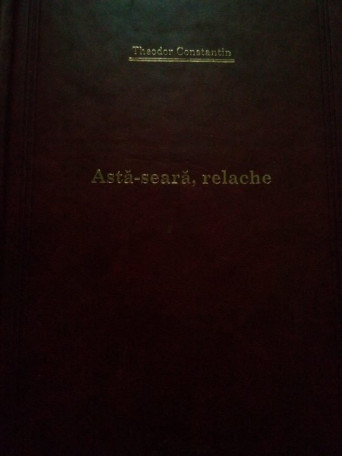 Theodor Constantin
Astă-seară, relache